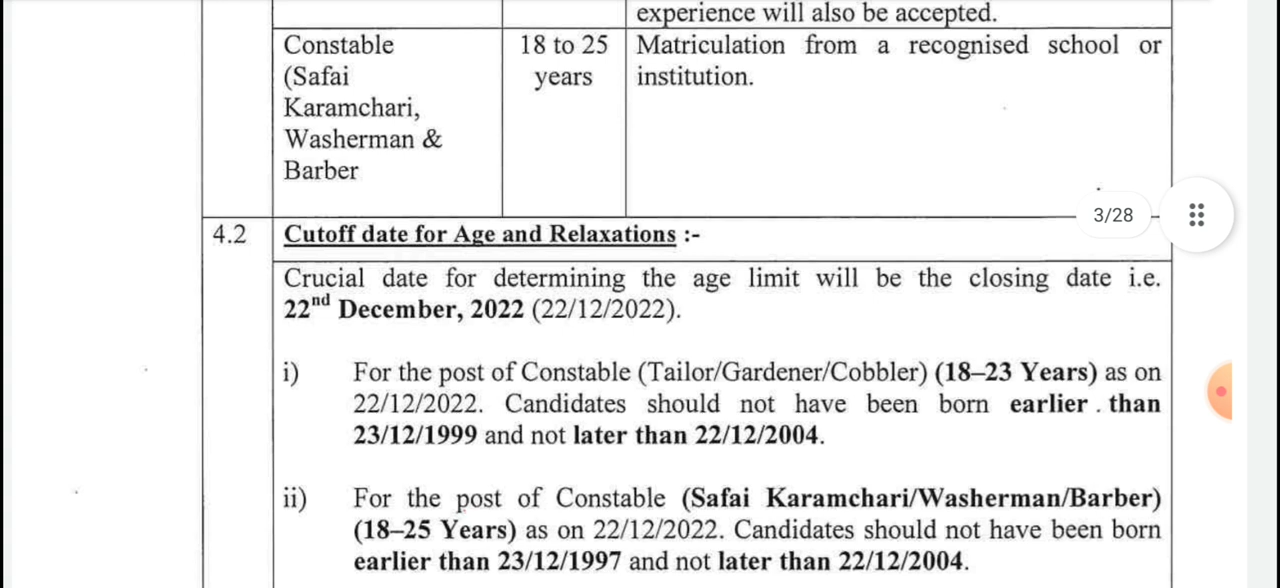 experience will also be accepted.
Constable 18 to 25 Matriculation from a recognised school or
(Safai years institution.
Karamchari,
Washerman &
Barber
3/28
4.2 Cutoff date for Age and Relaxations :-
Crucial date for determining the age limit will be the closing date i.e.
22nd December, 2022 (22/12/2022).
i) For the post of Constable (Tailor/Gardener/Cobbler) (18–23 Years) as on
22/12/2022. Candidates should not have been born earlier . than
23/12/1999 and not later than 22/12/2004.
ii) For the post of Constable (Safai Karamchari/Washerman/Barber)
(18–25 Years) as on 22/12/2022. Candidates should not have been born
earlier than 23/12/1997 and not later than 22/12/2004.